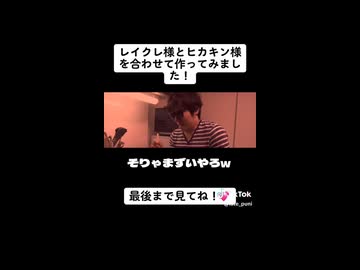 レイクレ様とヒカキン様
を合わせて作ってみまし
た！
そりゃまずいやろw
最後まで見てね！